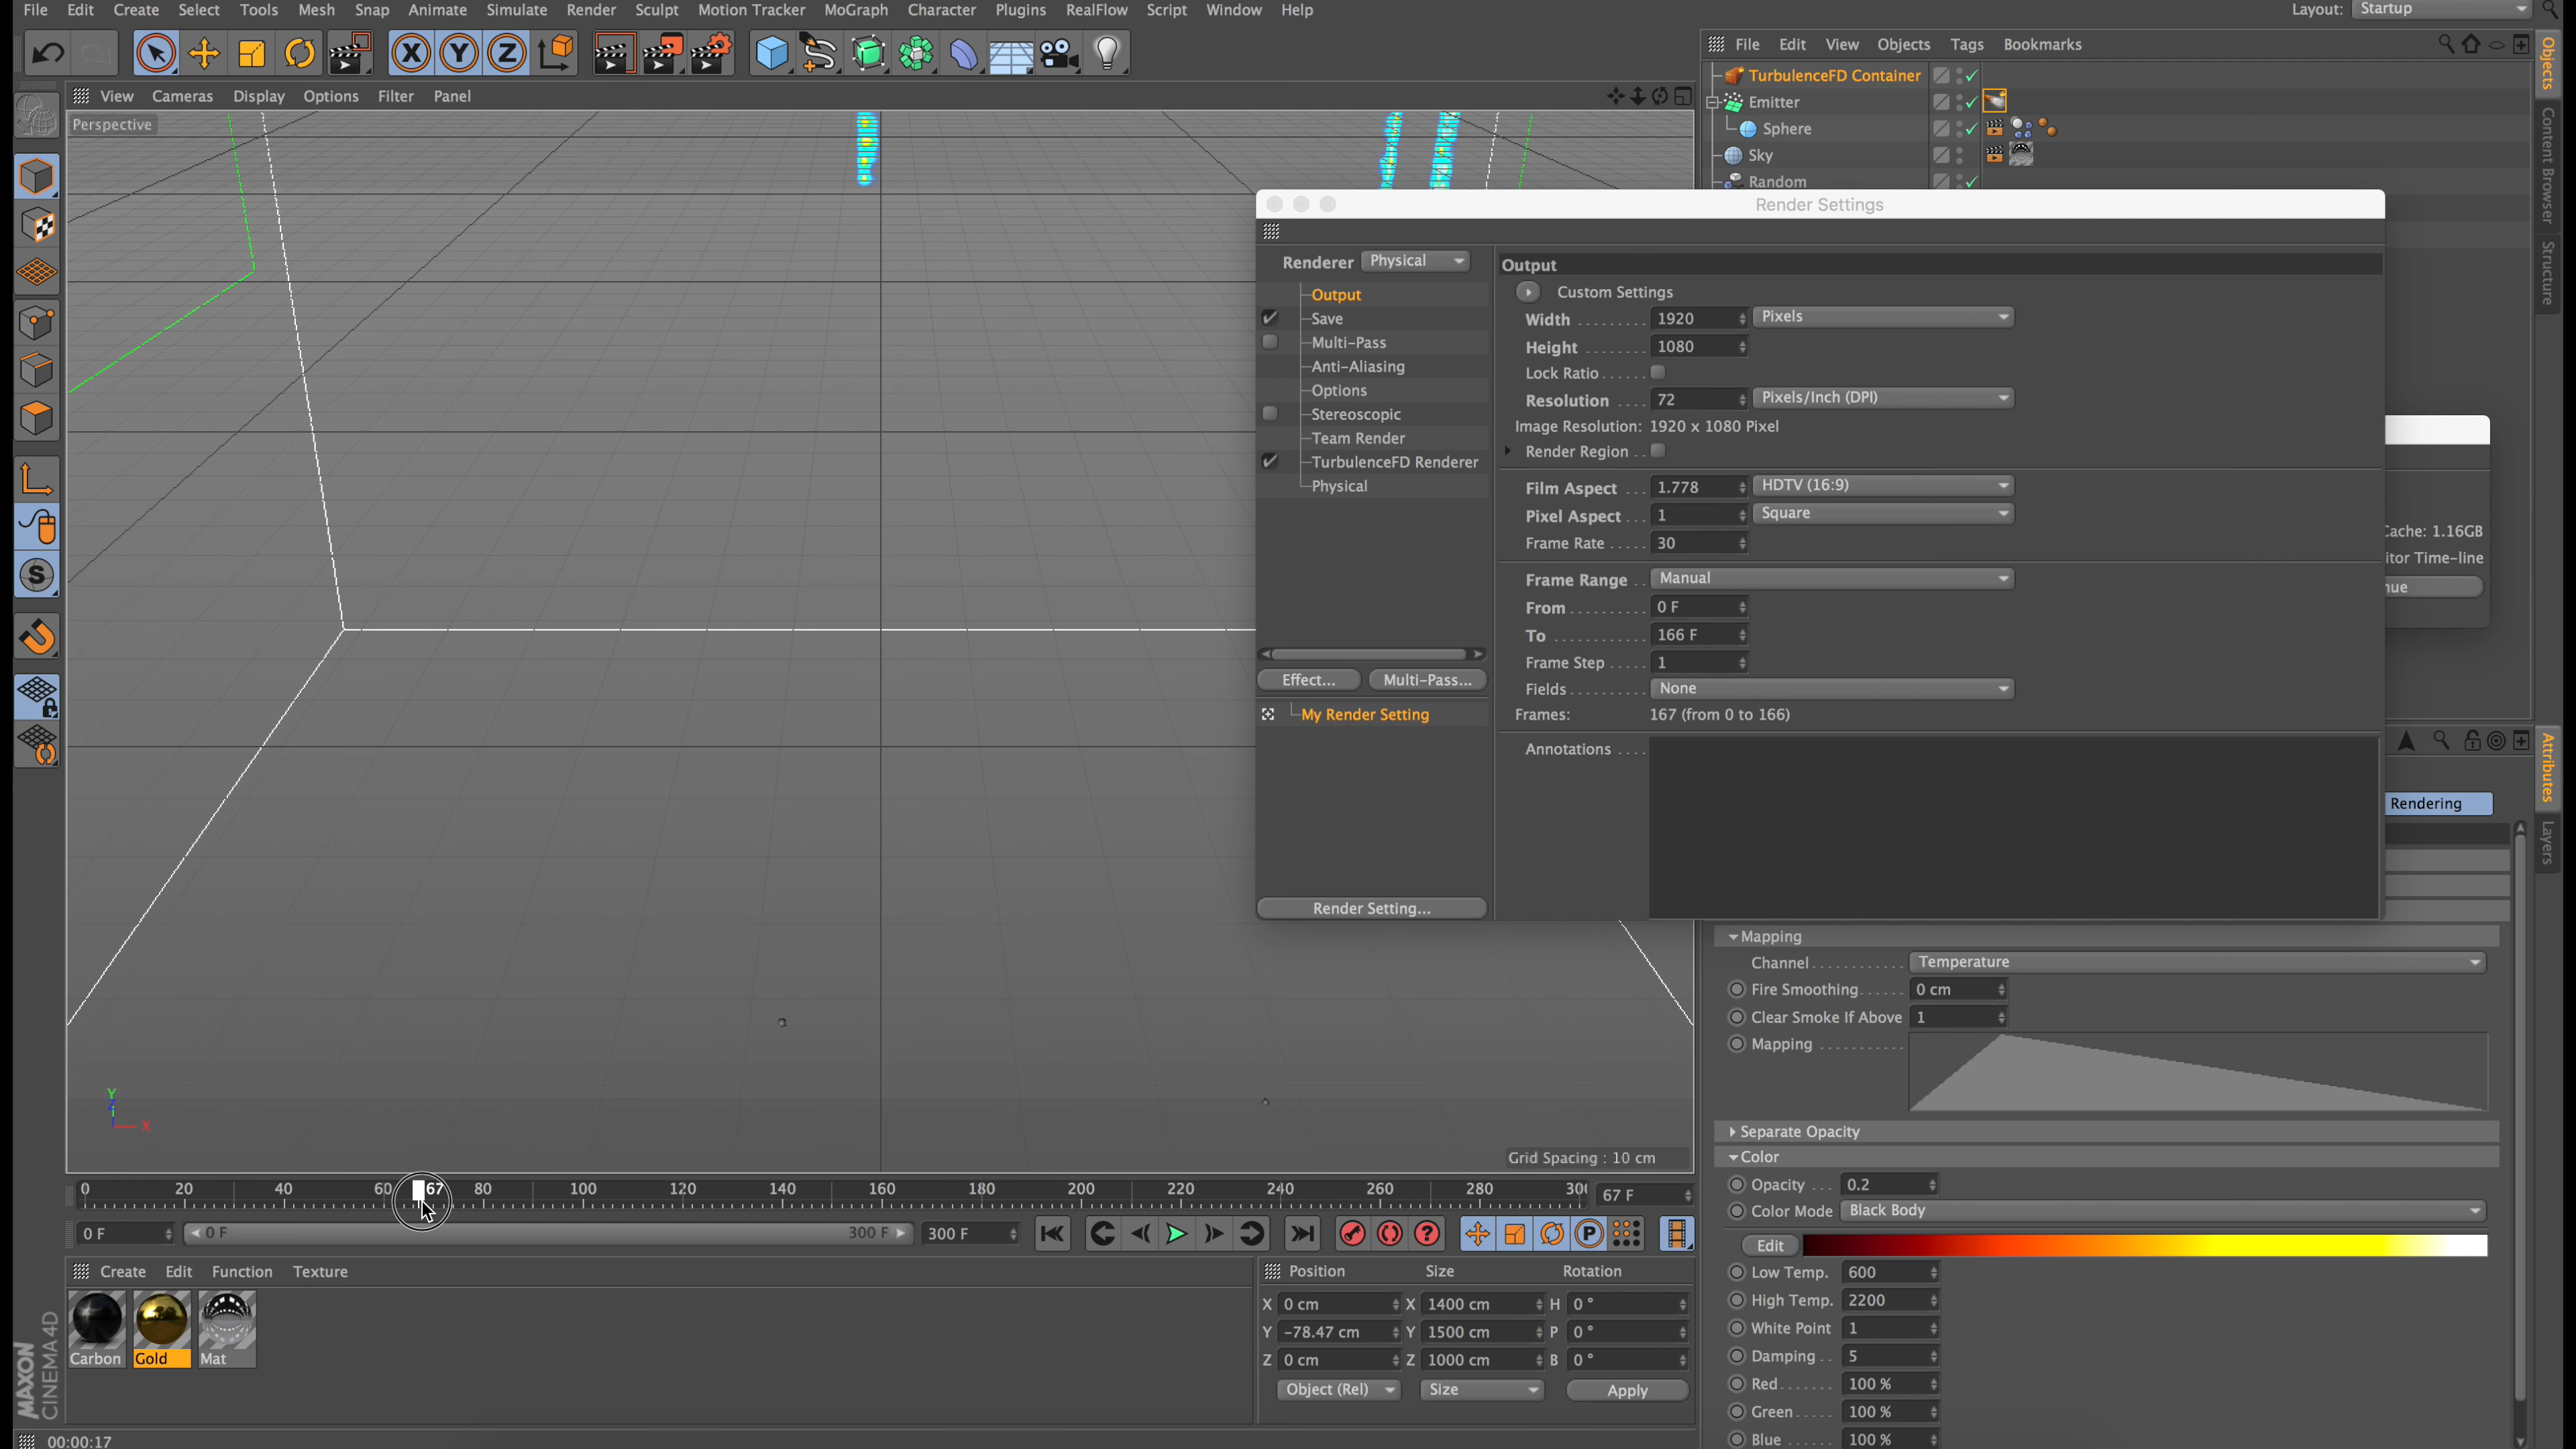 File Edit Create Select Tools Mesh Snap Animate Simulate Render Sculpt Motion Tracker MoGraph Character Plugins RealFlow Script Window Help
Layout: Startup
File Edit View Objects Tags Bookmarks
View Cameras Display Options Filter Panel
Perspective
TurbulenceFD Container
Emitter
Sphere
Sky
Random
Objects
Content Browser
Structure
Render Settings
Renderer Physical
Output
Save
Multi-Pass
Anti-Aliasing
Options
Stereoscopic
Team Render
TurbulenceFD Renderer
Physical
Effect... Multi-Pass...
My Render Setting
Render Setting...
Output
Custom Settings
Width 1920 Pixels
Height 1080
Lock Ratio
Resolution 72 Pixels/Inch (DPI)
Image Resolution: 1920 x 1080 Pixel
Render Region
Film Aspect 1.778 HDTV (16:9)
Pixel Aspect 1 Square
Frame Rate 30
Frame Range Manual
From 0 F
To 166 F
Frame Step 1
Fields None
Frames: 167 (from 0 to 166)
Annotations
Cache: 1.16GB
itor Time-line
nue
Attributes
Layers
Rendering
Mapping
Channel Temperature
Fire Smoothing 0 cm
Clear Smoke If Above 1
Mapping
Separate Opacity
Color
Opacity 0.2
Color Mode Black Body
Edit
Low Temp. 600
High Temp. 2200
White Point 1
Damping 5
Red 100 %
Green 100 %
Blue 100 %
Y
Z
X
Grid Spacing : 10 cm
0 20 40 60 67 80 100 120 140 160 180 200 220 240 260 280 300 67 F
0 F 0 F 300 F 300 F
Create Edit Function Texture
Carbon Gold Mat
Position Size Rotation
X 0 cm X 1400 cm H 0 °
Y -78.47 cm Y 1500 cm P 0 °
Z 0 cm Z 1000 cm B 0 °
Object (Rel) Size Apply
MAXON
CINEMA 4D
00:00:17